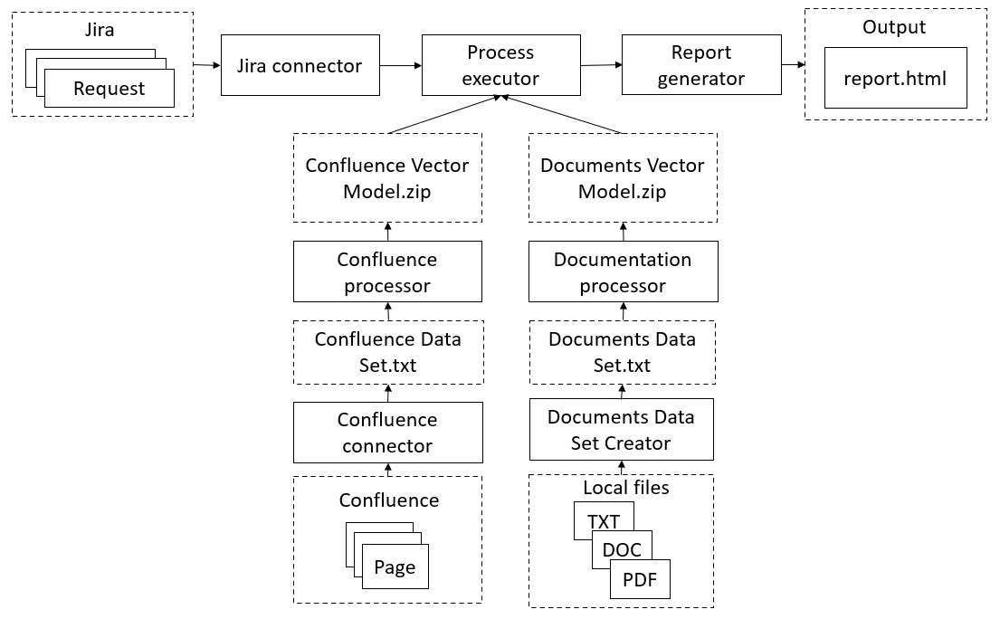 Jira
Request
Jira connector
Process
executor
Report
generator
Output
report.html
Confluence Vector
Model.zip
Documents Vector
Model.zip
Confluence
processor
Documentation
processor
Confluence Data
Set.txt
Documents Data
Set.txt
Confluence
connector
Documents Data
Set Creator
Confluence
Page
Local files
TXT
DOC
PDF